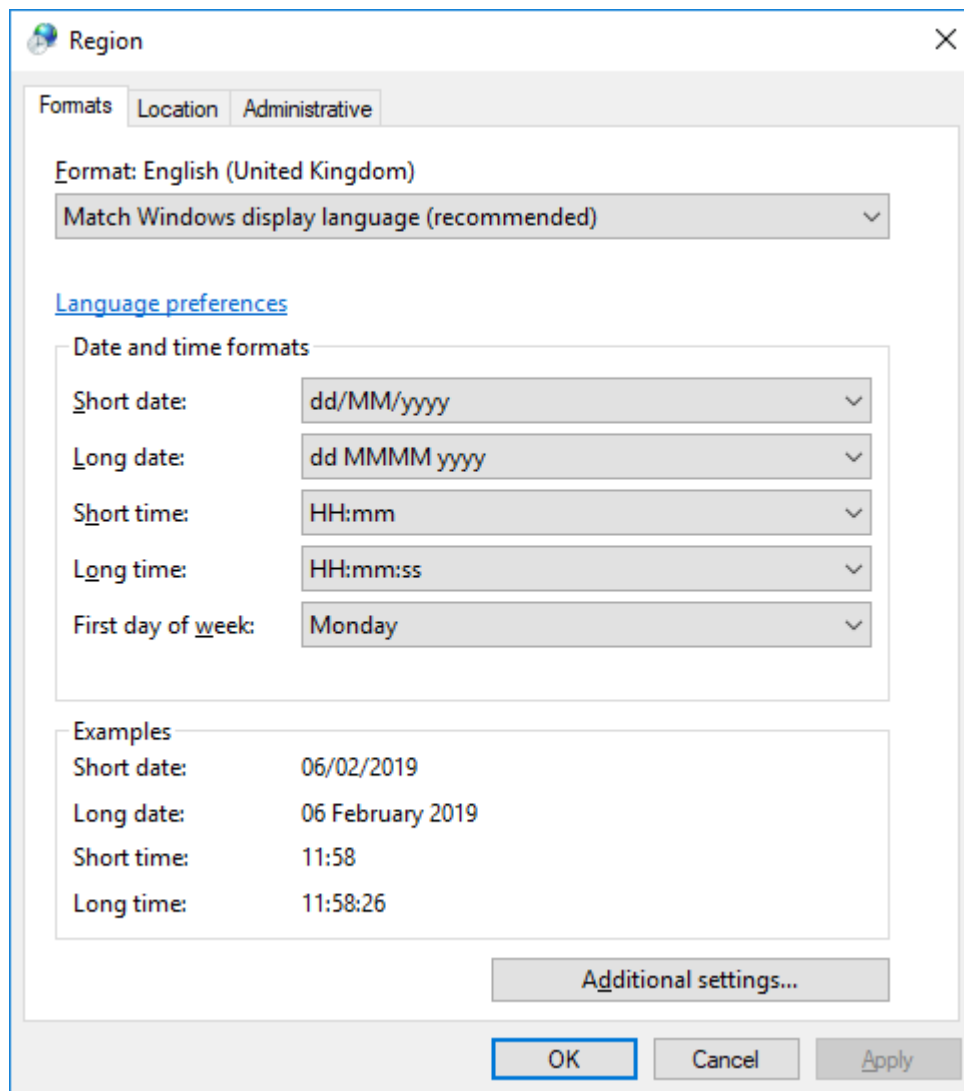 Region
Formats Location Administrative
Format: English (United Kingdom)
Match Windows display language (recommended)
Language preferences
Date and time formats
Short date: dd/MM/yyyy
Long date: dd MMMM yyyy
Short time: HH:mm
Long time: HH:mm:ss
First day of week: Monday
Examples
Short date: 06/02/2019
Long date: 06 February 2019
Short time: 11:58
Long time: 11:58:26
Additional settings...
OK Cancel Apply